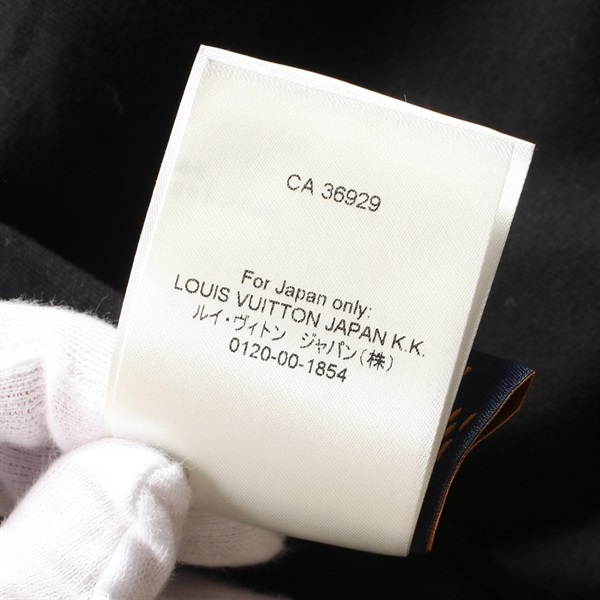 CA 36929
For Japan only:
LOUIS VUITTON JAPAN K.K.
ルイ・ヴィトン ジャパン(株)
0120-00-1854